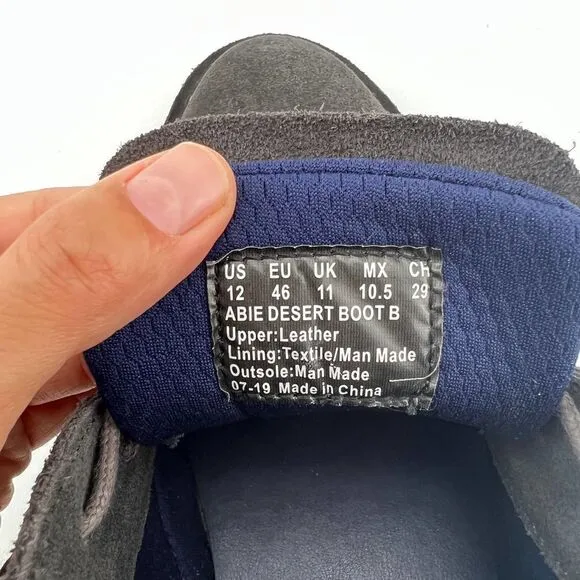 US EU UK MX CH
12 46 11 10.5 29
ABIE DESERT BOOT B
Upper:Leather
Lining:Textile/Man Made
Outsole:Man Made
07-19 Made in China